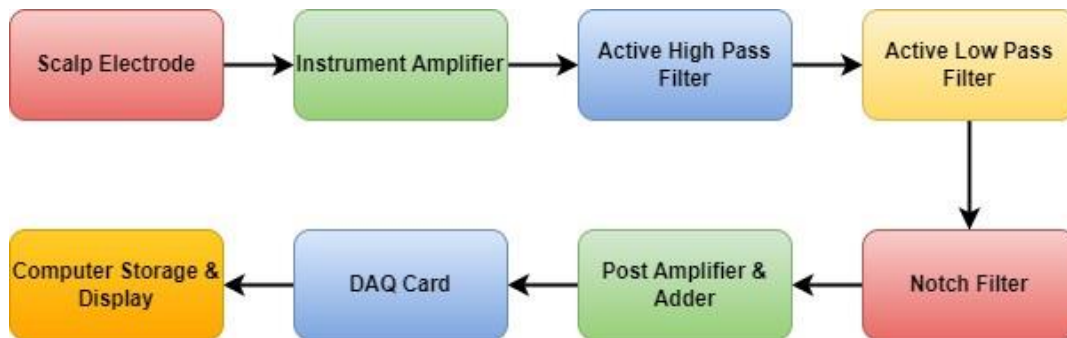 Scalp Electrode
Instrument Amplifier
Active High Pass
Filter
Active Low Pass
Filter
Notch Filter
Post Amplifier &
Adder
DAQ Card
Computer Storage &
Display